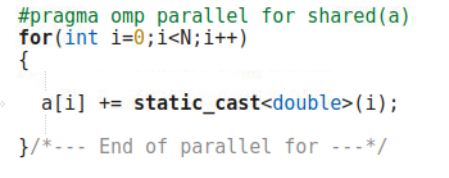 #pragma omp parallel for shared(a)
for(int i=0;i<N;i++)
{
a[i] += static_cast<double>(i);
}/*--- End of parallel for ---*/